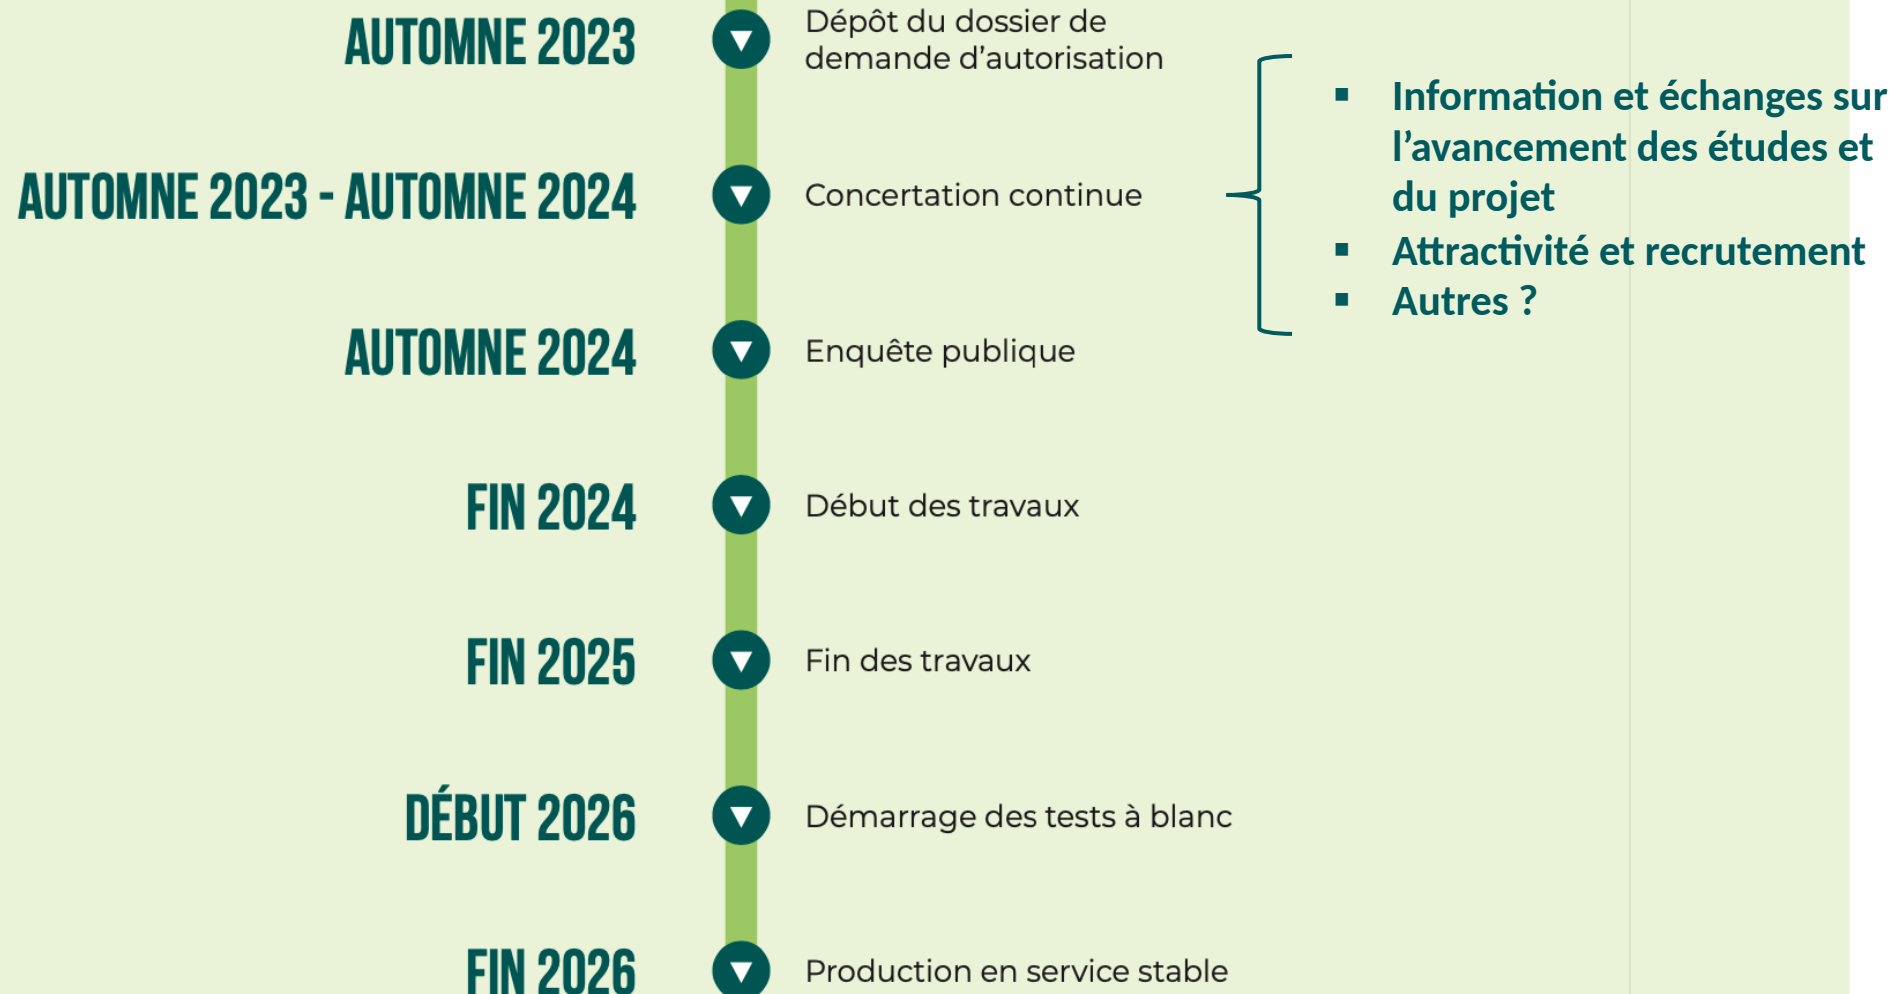 AUTOMNE 2023
Dépôt du dossier de
demande d’autorisation
AUTOMNE 2023 - AUTOMNE 2024
Concertation continue
▪ Information et échanges sur
l’avancement des études et
du projet
▪ Attractivité et recrutement
▪ Autres ?
AUTOMNE 2024
Enquête publique
FIN 2024
Début des travaux
FIN 2025
Fin des travaux
DÉBUT 2026
Démarrage des tests à blanc
FIN 2026
Production en service stable